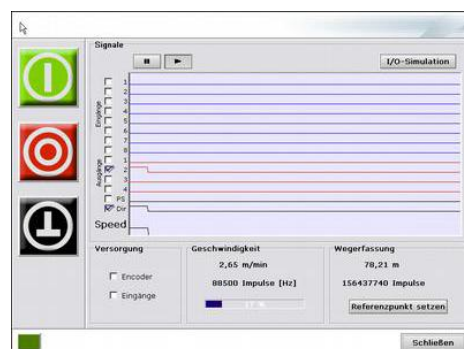 Signale
I/O-Simulation
Eingänge
1
2
3
4
5
6
7
8
Ausgänge
1
2
3
4
PS
Dir
Speed
Versorgung
Encoder
Eingänge
Geschwindigkeit
2,65 m/min
88500 Impulse [Hz]
Wegerfassung
78,21 m
156437740 Impulse
Referenzpunkt setzen
Schließen